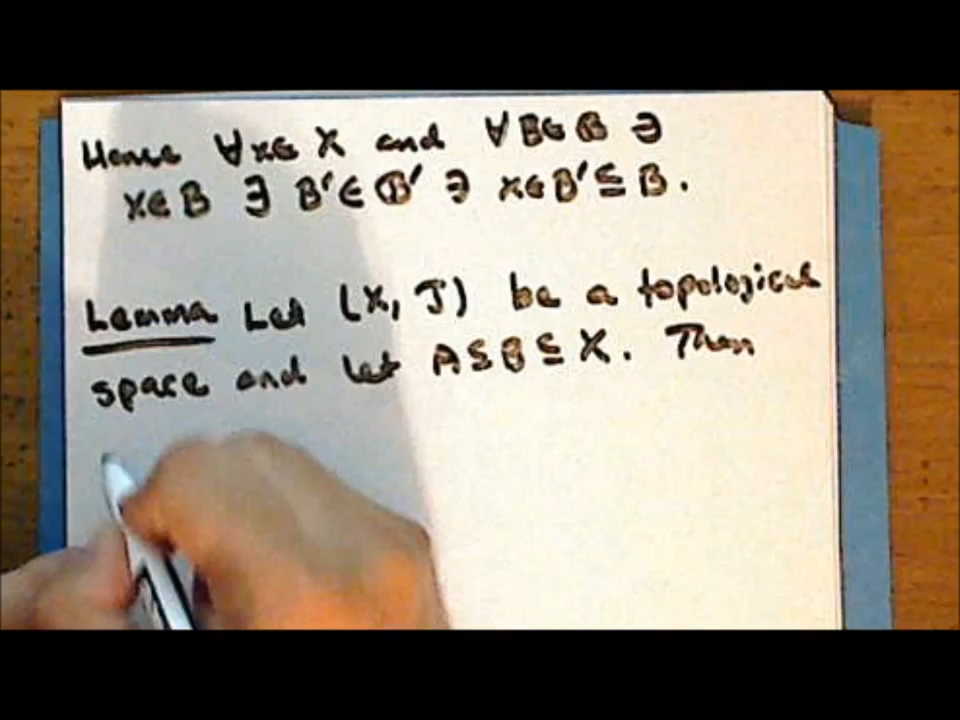 Hence ∀x∈ X and ∀ B∈ ℬ ∋
x∈ B ∃ B'∈ ℬ' ∋ x∈ B' ⊆ B.
Lemma Let (X, J) be a topological
space and let A ⊆ B ⊆ X. Then